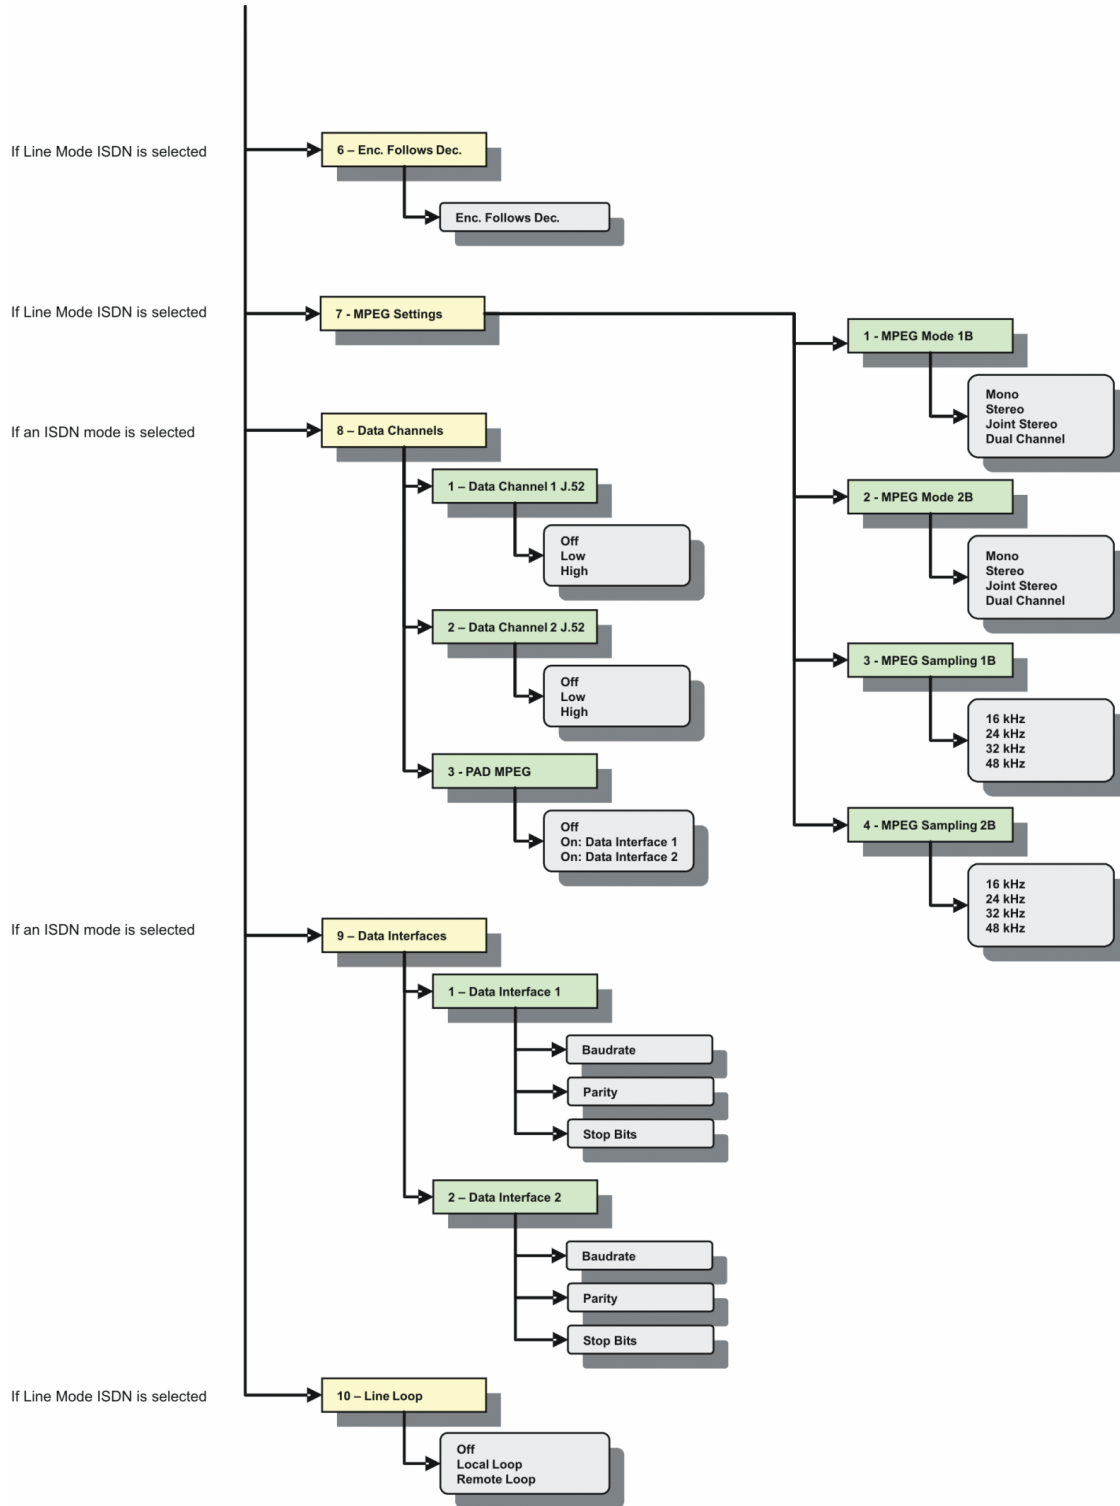 If Line Mode ISDN is selected
6 – Enc. Follows Dec.
Enc. Follows Dec.
If Line Mode ISDN is selected
7 - MPEG Settings
1 - MPEG Mode 1B
Mono
Stereo
Joint Stereo
Dual Channel
2 - MPEG Mode 2B
Mono
Stereo
Joint Stereo
Dual Channel
3 - MPEG Sampling 1B
16 kHz
24 kHz
32 kHz
48 kHz
4 - MPEG Sampling 2B
16 kHz
24 kHz
32 kHz
48 kHz
If an ISDN mode is selected
8 – Data Channels
1 – Data Channel 1 J.52
Off
Low
High
2 – Data Channel 2 J.52
Off
Low
High
3 - PAD MPEG
Off
On: Data Interface 1
On: Data Interface 2
If an ISDN mode is selected
9 – Data Interfaces
1 – Data Interface 1
Baudrate
Parity
Stop Bits
2 – Data Interface 2
Baudrate
Parity
Stop Bits
If Line Mode ISDN is selected
10 – Line Loop
Off
Local Loop
Remote Loop